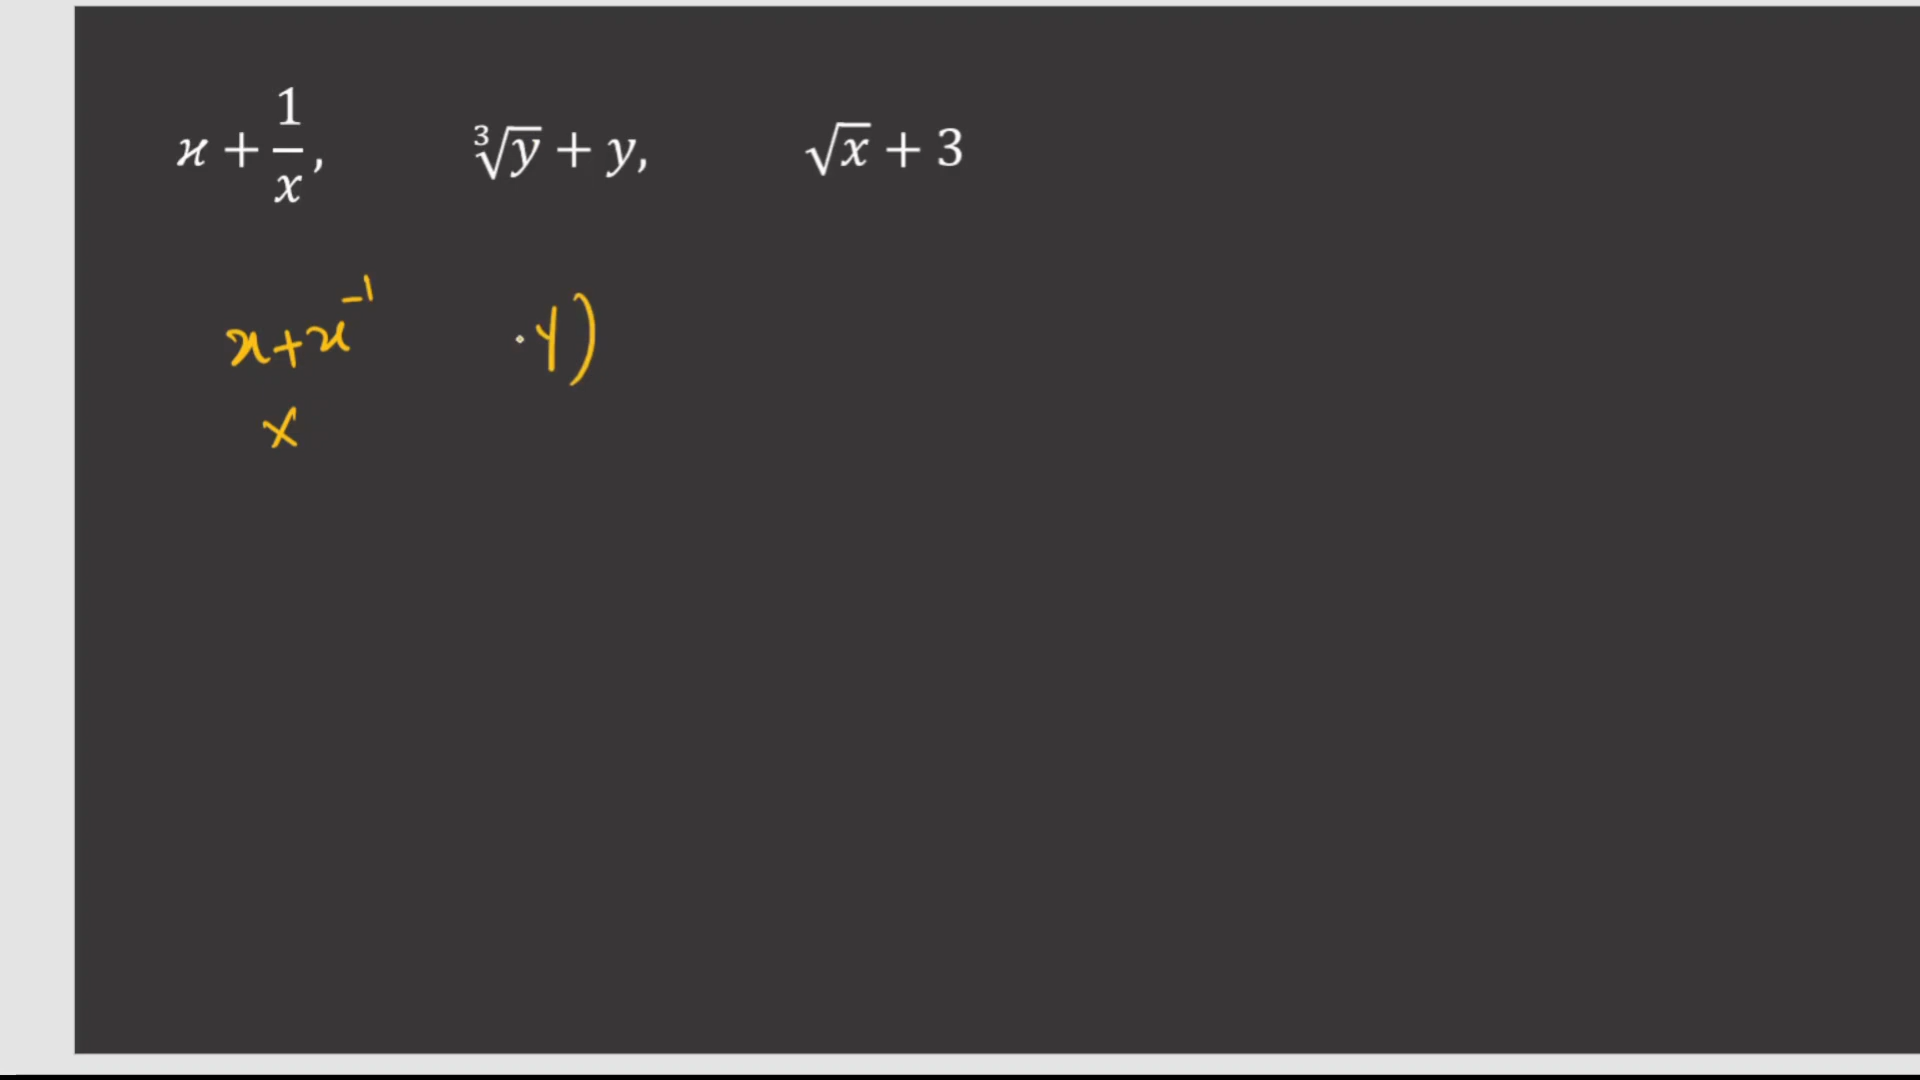 x + 1/x, ∛y + y, √x + 3
x+x⁻¹ y)
×